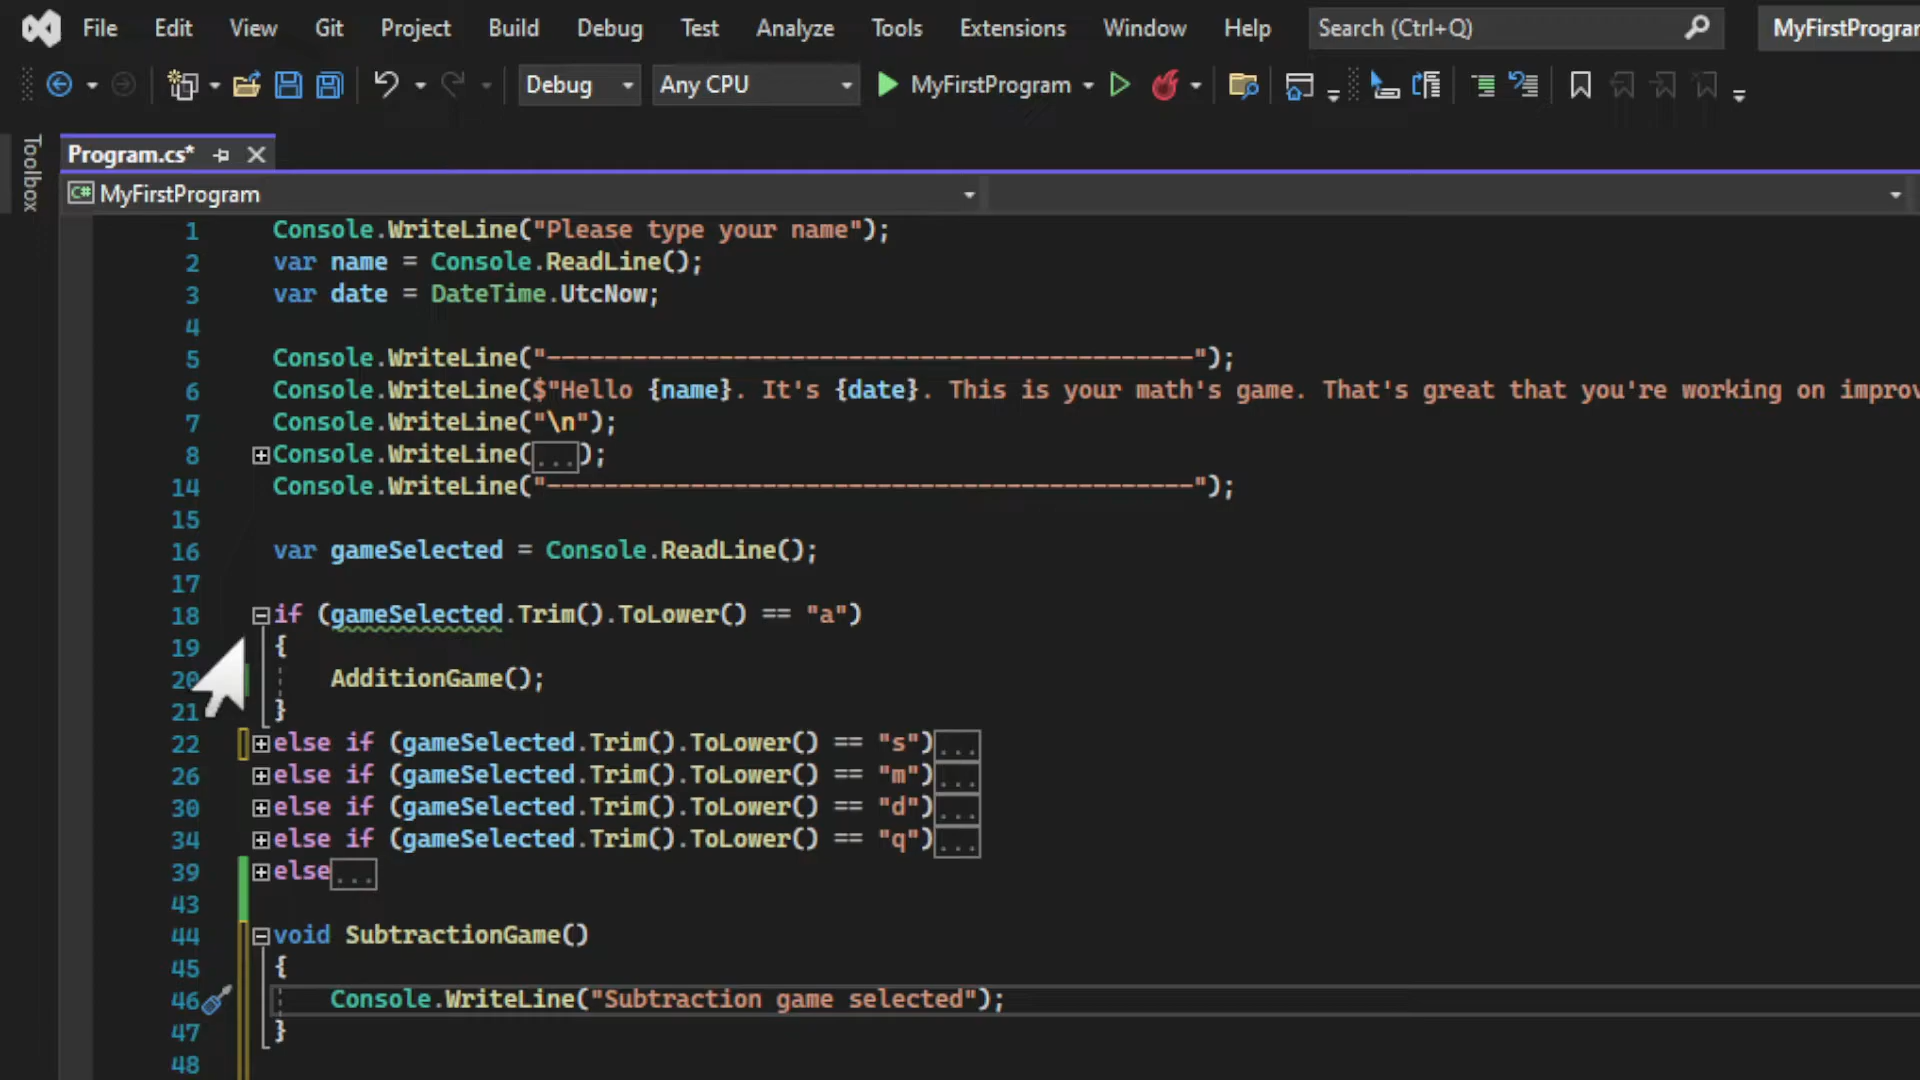 File Edit View Git Project Build Debug Test Analyze Tools Extensions Window Help Search (Ctrl+Q) MyFirstPrograr
Debug Any CPU MyFirstProgram
Toolbox
Program.cs*
C# MyFirstProgram
1 Console.WriteLine("Please type your name");
2 var name = Console.ReadLine();
3 var date = DateTime.UtcNow;
4
5 Console.WriteLine("---------------------------------------------");
6 Console.WriteLine($"Hello {name}. It's {date}. This is your math's game. That's great that you're working on improv
7 Console.WriteLine("\n");
8 Console.WriteLine(...);
14 Console.WriteLine("---------------------------------------------");
15
16 var gameSelected = Console.ReadLine();
17
18 if (gameSelected.Trim().ToLower() == "a")
19 {
20 AdditionGame();
21 }
22 else if (gameSelected.Trim().ToLower() == "s")...
26 else if (gameSelected.Trim().ToLower() == "m")...
30 else if (gameSelected.Trim().ToLower() == "d")...
34 else if (gameSelected.Trim().ToLower() == "q")...
39 else...
43
44 void SubtractionGame()
45 {
46 Console.WriteLine("Subtraction game selected");
47 }
48